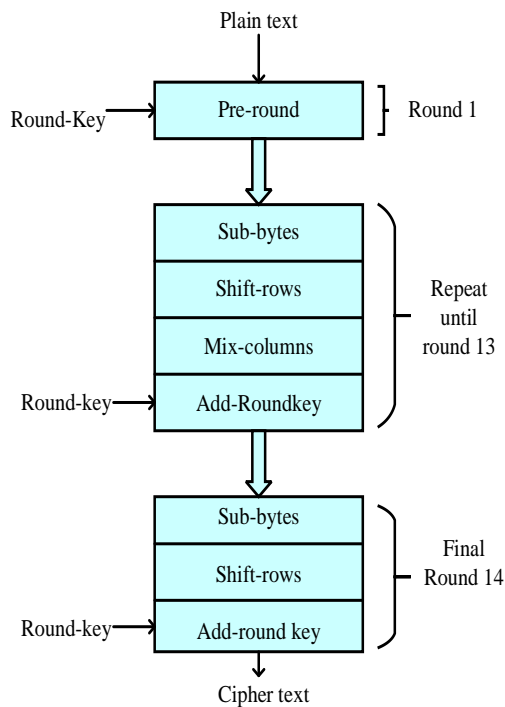 Plain text
Round-Key
Pre-round
Round 1
Sub-bytes
Shift-rows
Mix-columns
Round-key
Add-Roundkey
Repeat
until
round 13
Sub-bytes
Shift-rows
Round-key
Add-round key
Final
Round 14
Cipher text